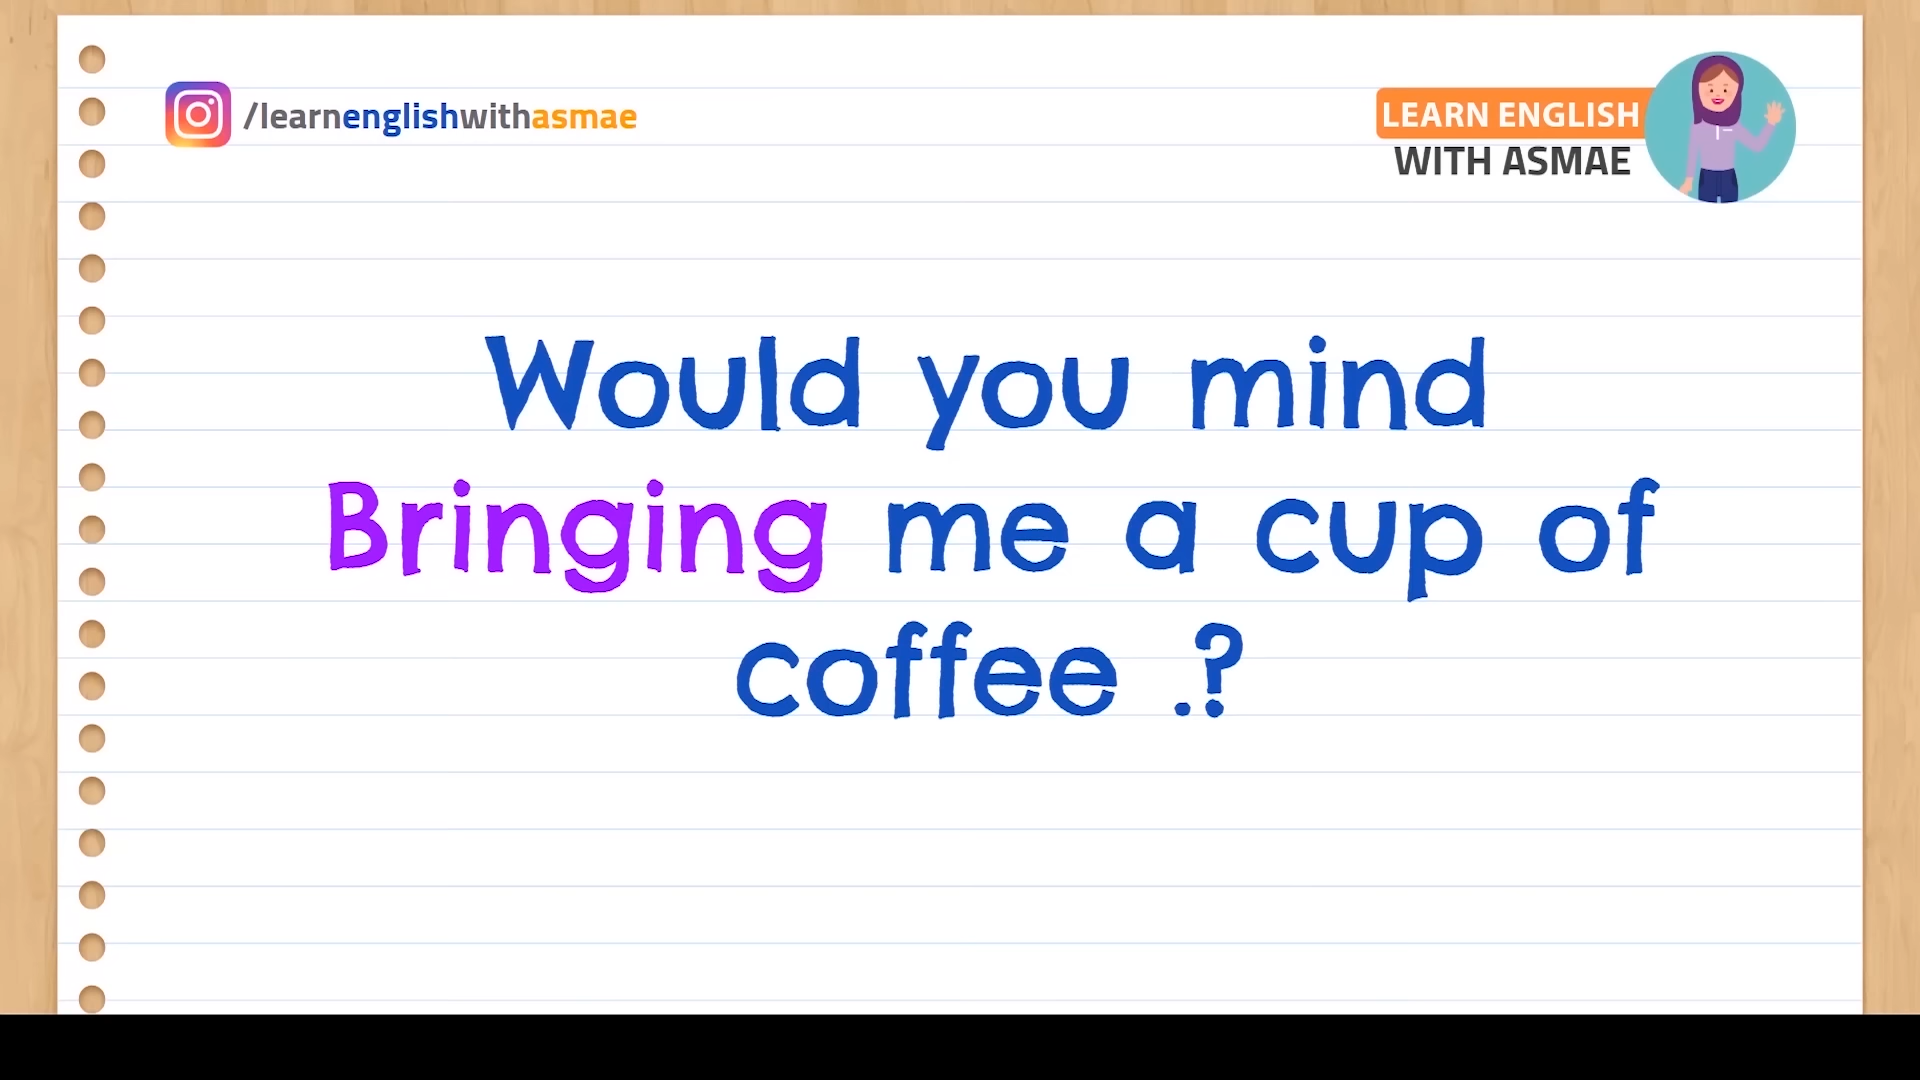 /learnenglishwithasmae
LEARN ENGLISH
WITH ASMAE
Would you mind
Bringing me a cup of
coffee .?